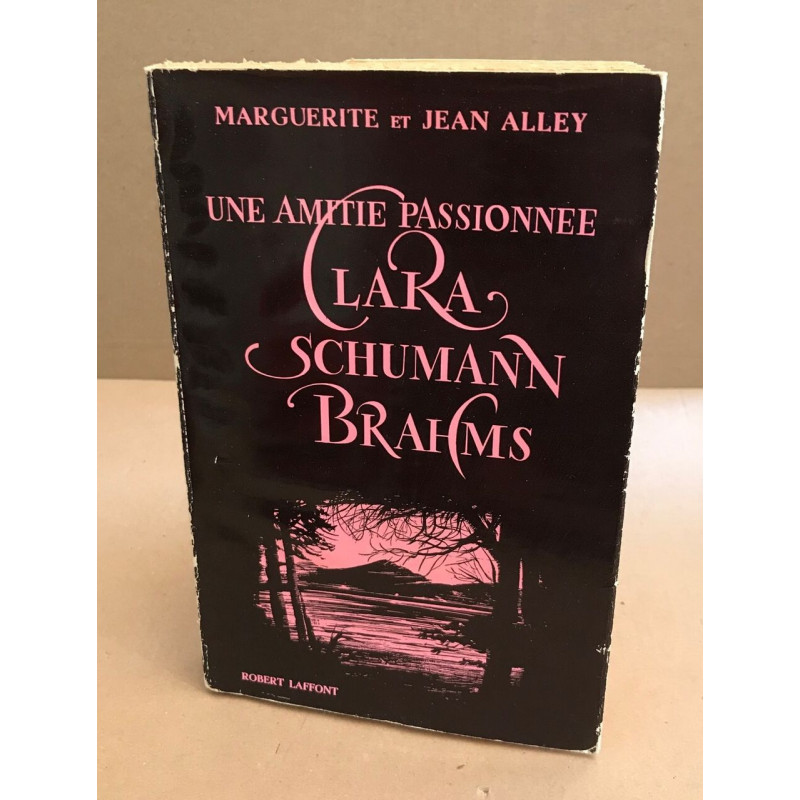 MARGUERITE ET JEAN ALLEY
UNE AMITIE PASSIONNEE
CLARA
SCHUMANN
BRAHMS
ROBERT LAFFONT